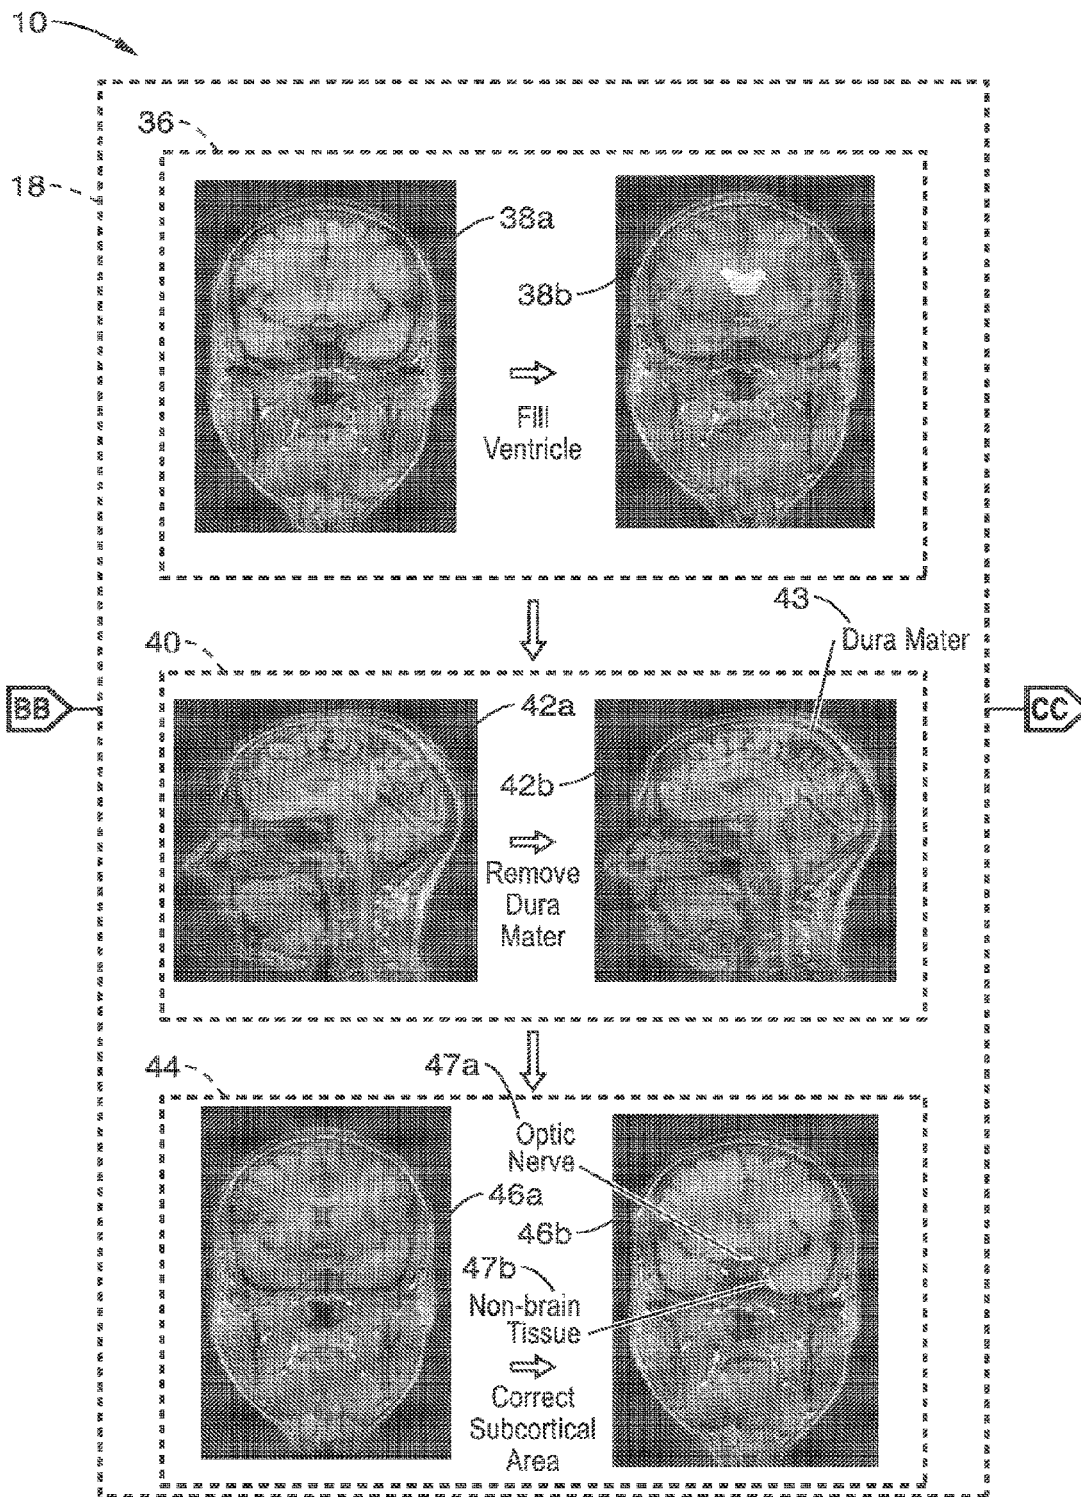 10
36
18
38a
38b
Fill
Ventricle
43
Dura Mater
40
BB
CC
42a
42b
Remove
Dura
Mater
44
47a
Optic
Nerve
46a
46b
47b
Non-brain
Tissue
Correct
Subcortical
Area